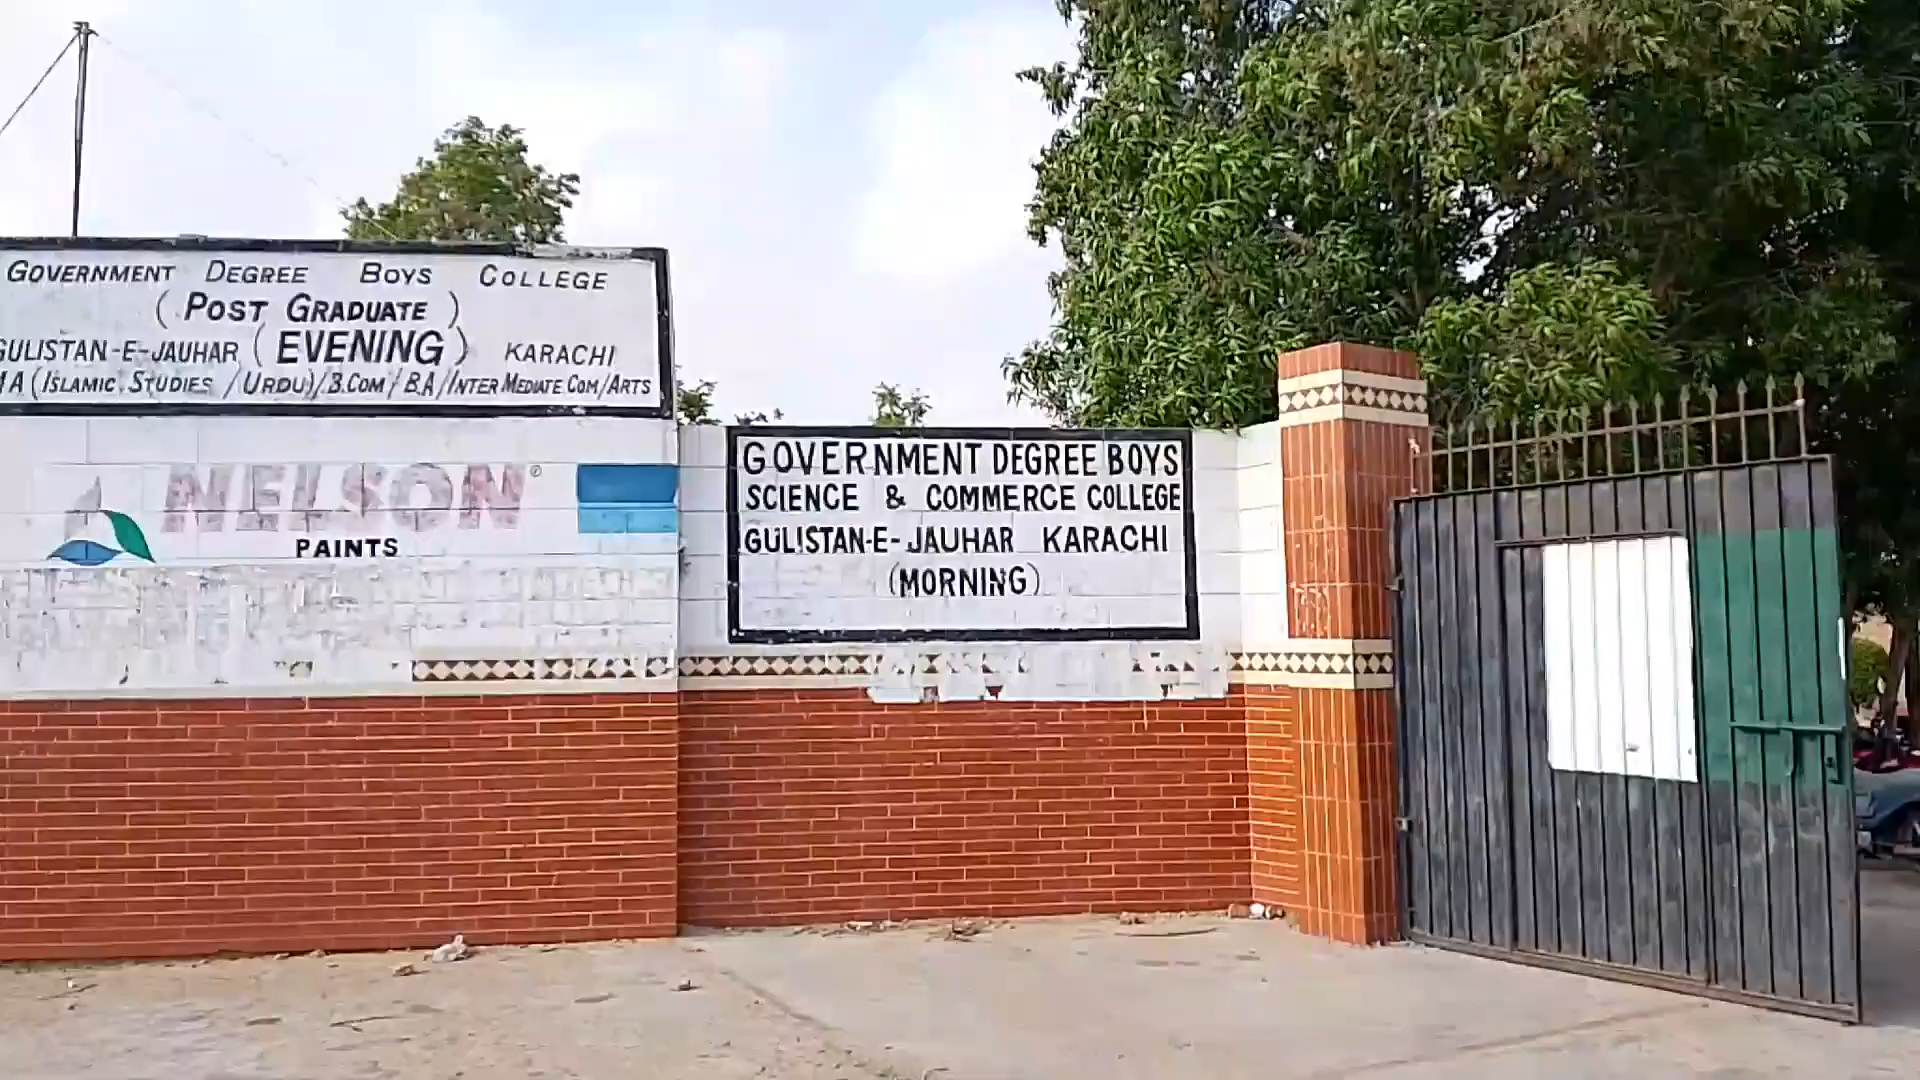 GOVERNMENT DEGREE BOYS COLLEGE
(POST GRADUATE)
GULISTAN-E-JAUHAR (EVENING) KARACHI
A (ISLAMIC STUDIES /URDU)/B.COM/ B.A/INTER MEDIATE COM/ARTS
NELSON
PAINTS
GOVERNMENT DEGREE BOYS
SCIENCE & COMMERCE COLLEGE
GULISTAN-E-JAUHAR KARACHI
(MORNING)